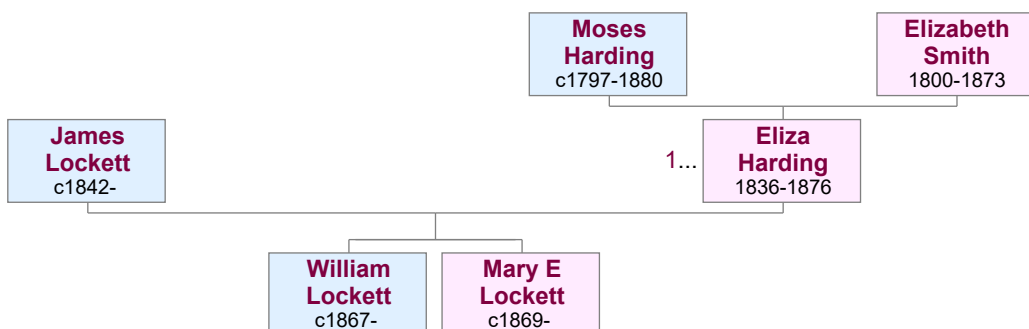 Moses
Harding
c1797-1880
Elizabeth
Smith
1800-1873
James
Lockett
c1842-
1...
Eliza
Harding
1836-1876
William
Lockett
c1867-
Mary E
Lockett
c1869-